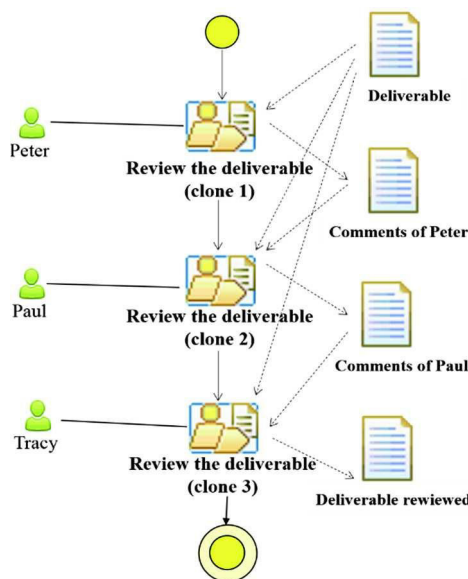 Deliverable
Peter
Review the deliverable
(clone 1)
Comments of Peter
Paul
Review the deliverable
(clone 2)
Comments of Paul
Tracy
Review the deliverable
(clone 3)
Deliverable rewiewed